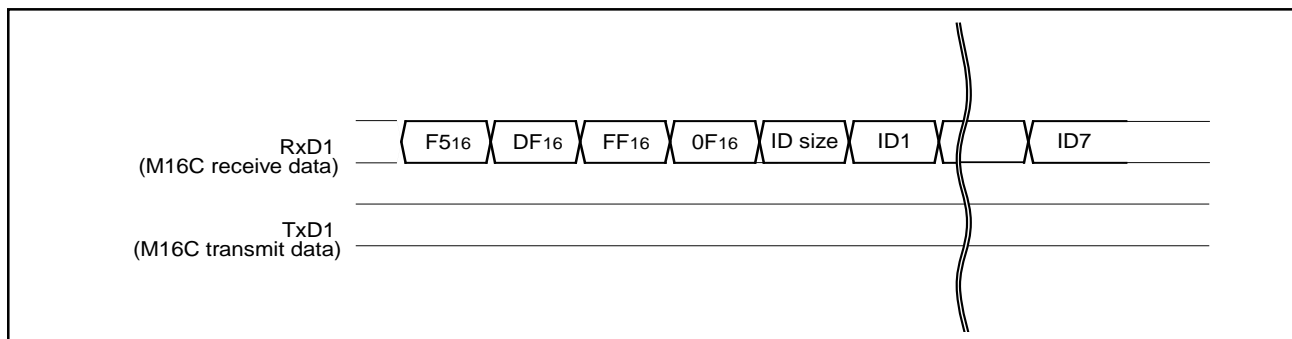 RxD1
(M16C receive data)
F516 DF16 FF16 0F16 ID size ID1 ID7
TxD1
(M16C transmit data)